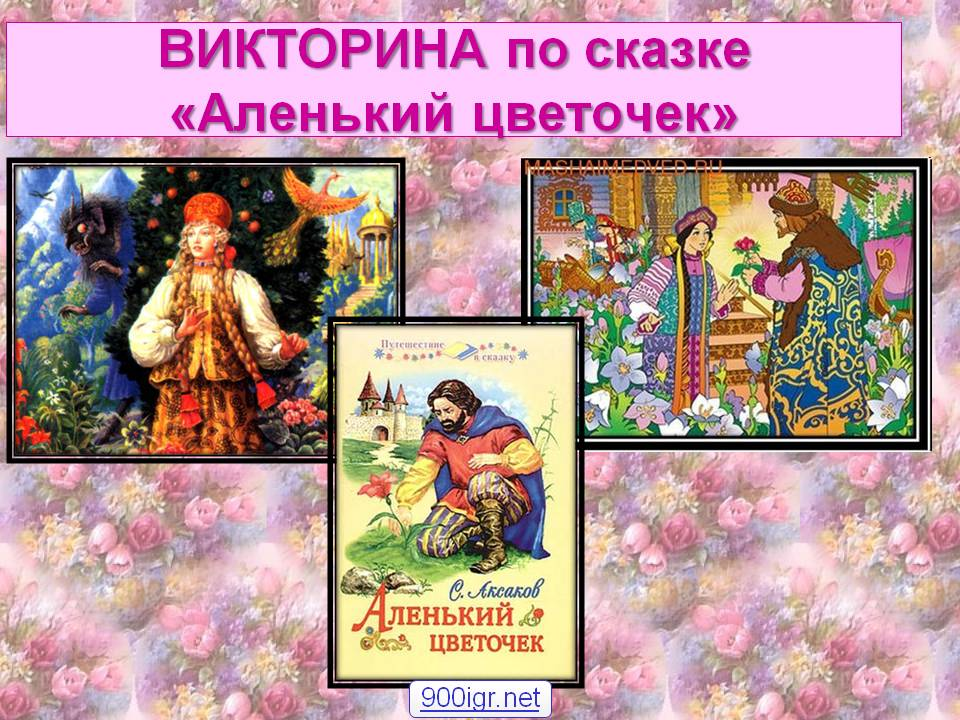 ВИКТОРИНА по сказке
«Аленький цветочек»
MASHAIMEDVED.RU
Путешествие
в сказку
С. Аксаков
АЛЕНЬКИЙ
ЦВЕТОЧЕК
900igr.net